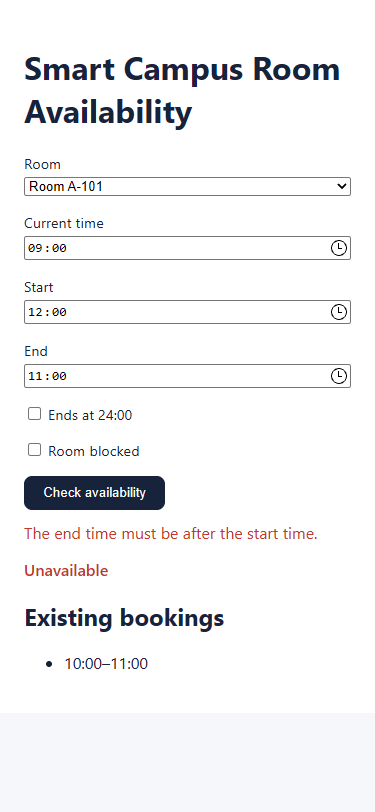 Smart Campus Room
Availability
Room
Room A-101
Current time
09:00
Start
12:00
End
11:00
Ends at 24:00
Room blocked
Check availability
The end time must be after the start time.
Unavailable
Existing bookings
10:00–11:00